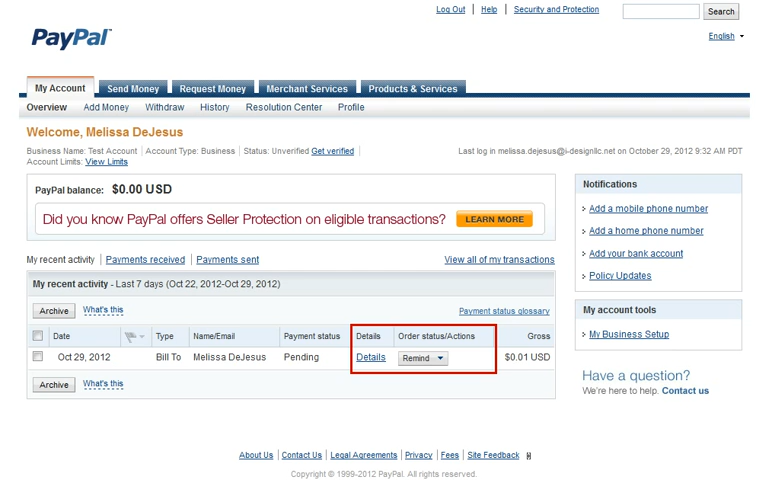 Log Out | Help | Security and Protection Search
PayPal™
English
My Account Send Money Request Money Merchant Services Products & Services
Overview Add Money Withdraw History Resolution Center Profile
Welcome, Melissa DeJesus
Business Name: Test Account | Account Type: Business | Status: Unverified Get verified |
Account Limits: View Limits
Last log in melissa.dejesus@i-designllc.net on October 29, 2012 9:32 AM PDT
PayPal balance: $0.00 USD
Did you know PayPal offers Seller Protection on eligible transactions? LEARN MORE
My recent activity | Payments received | Payments sent View all of my transactions
My recent activity - Last 7 days (Oct 22, 2012-Oct 29, 2012)
Archive What's this Payment status glossary
Date Type Name/Email Payment status Details Order status/Actions Gross
Oct 29, 2012 Bill To Melissa DeJesus Pending Details Remind $0.01 USD
Archive What's this
Notifications
Add a mobile phone number
Add a home phone number
Add your bank account
Policy Updates
My account tools
My Business Setup
Have a question?
We're here to help. Contact us
About Us | Contact Us | Legal Agreements | Privacy | Fees | Site Feedback [+]
Copyright © 1999-2012 PayPal. All rights reserved.